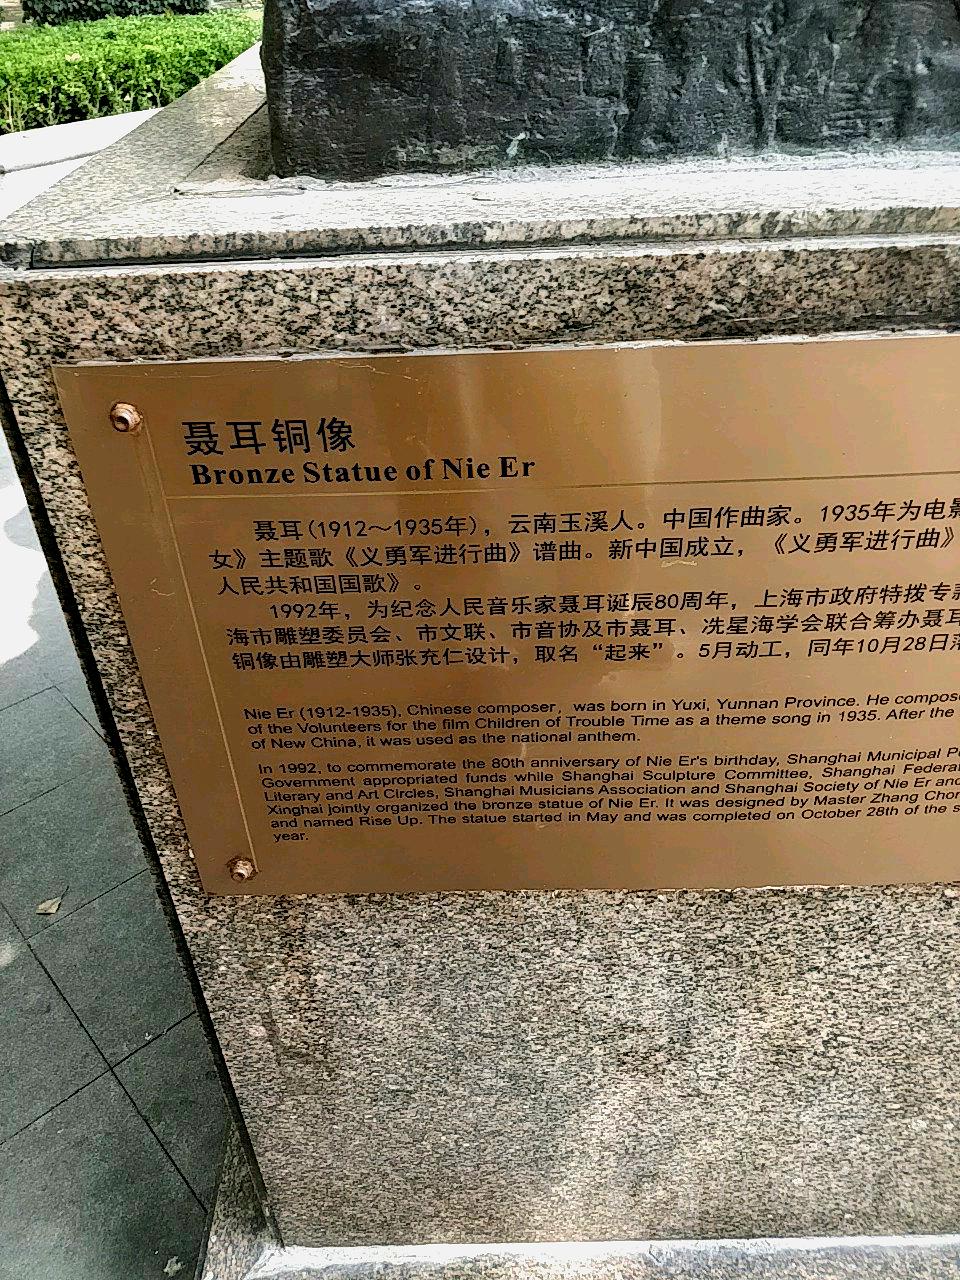 聂耳铜像
Bronze Statue of Nie Er
聂耳(1912～1935年)，云南玉溪人。中国作曲家。1935年为电影
女》主题歌《义勇军进行曲》谱曲。新中国成立，《义勇军进行曲》
人民共和国国歌》。
1992年，为纪念人民音乐家聂耳诞辰80周年，上海市政府特拨专款
海市雕塑委员会、市文联、市音协及市聂耳、冼星海学会联合筹办聂耳
铜像由雕塑大师张充仁设计，取名“起来”。5月动工，同年10月28日落
Nie Er (1912-1935), Chinese composer, was born in Yuxi, Yunnan Province. He compos
of the Volunteers for the film Children of Trouble Time as a theme song in 1935. After the
of New China, it was used as the national anthem.
In 1992, to commemorate the 80th anniversary of Nie Er's birthday, Shanghai Municipal P
Government appropriated funds while Shanghai Sculpture Committee, Shanghai Federa
Literary and Art Circles, Shanghai Musicians Association and Shanghai Society of Nie Er and
Xinghai jointly organized the bronze statue of Nie Er. It was designed by Master Zhang Chon
and named Rise Up. The statue started in May and was completed on October 28th of the s
year.